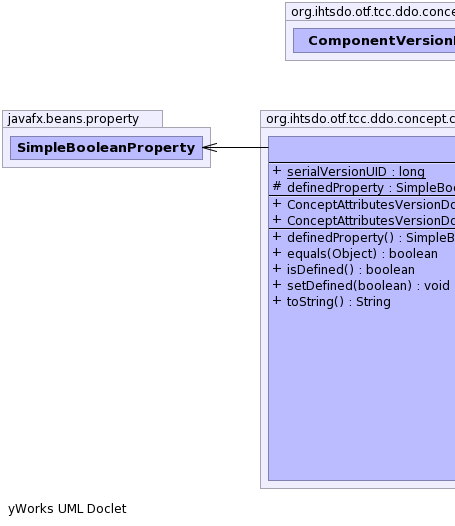 org.ihtsdo.otf.tcc.ddo.conce
ComponentVersion
javafx.beans.property
SimpleBooleanProperty
org.ihtsdo.otf.tcc.ddo.concept.c
+ serialVersionUID : long
# definedProperty : SimpleBoo
+ ConceptAttributesVersionDo
+ ConceptAttributesVersionDo
+ definedProperty() : SimpleB
+ equals(Object) : boolean
+ isDefined() : boolean
+ setDefined(boolean) : void
+ toString() : String
yWorks UML Doclet